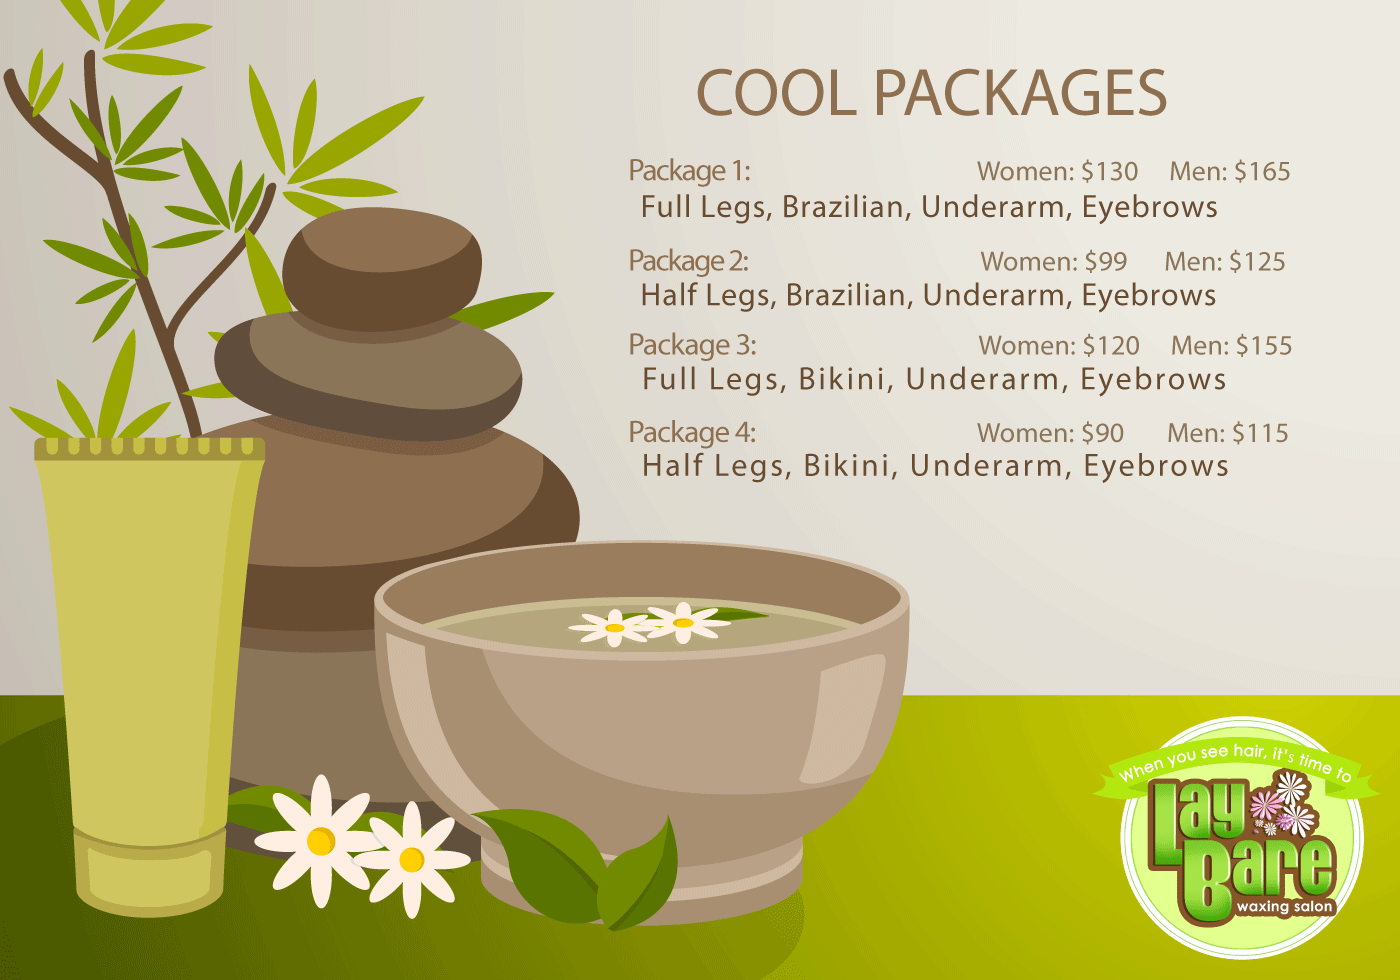 COOL PACKAGES
Package 1: Women: $130 Men: $165
Full Legs, Brazilian, Underarm, Eyebrows
Package 2: Women: $99 Men: $125
Half Legs, Brazilian, Underarm, Eyebrows
Package 3: Women: $120 Men: $155
Full Legs, Bikini, Underarm, Eyebrows
Package 4: Women: $90 Men: $115
Half Legs, Bikini, Underarm, Eyebrows
When you see hair, it's time to
Lay
Bare
waxing salon